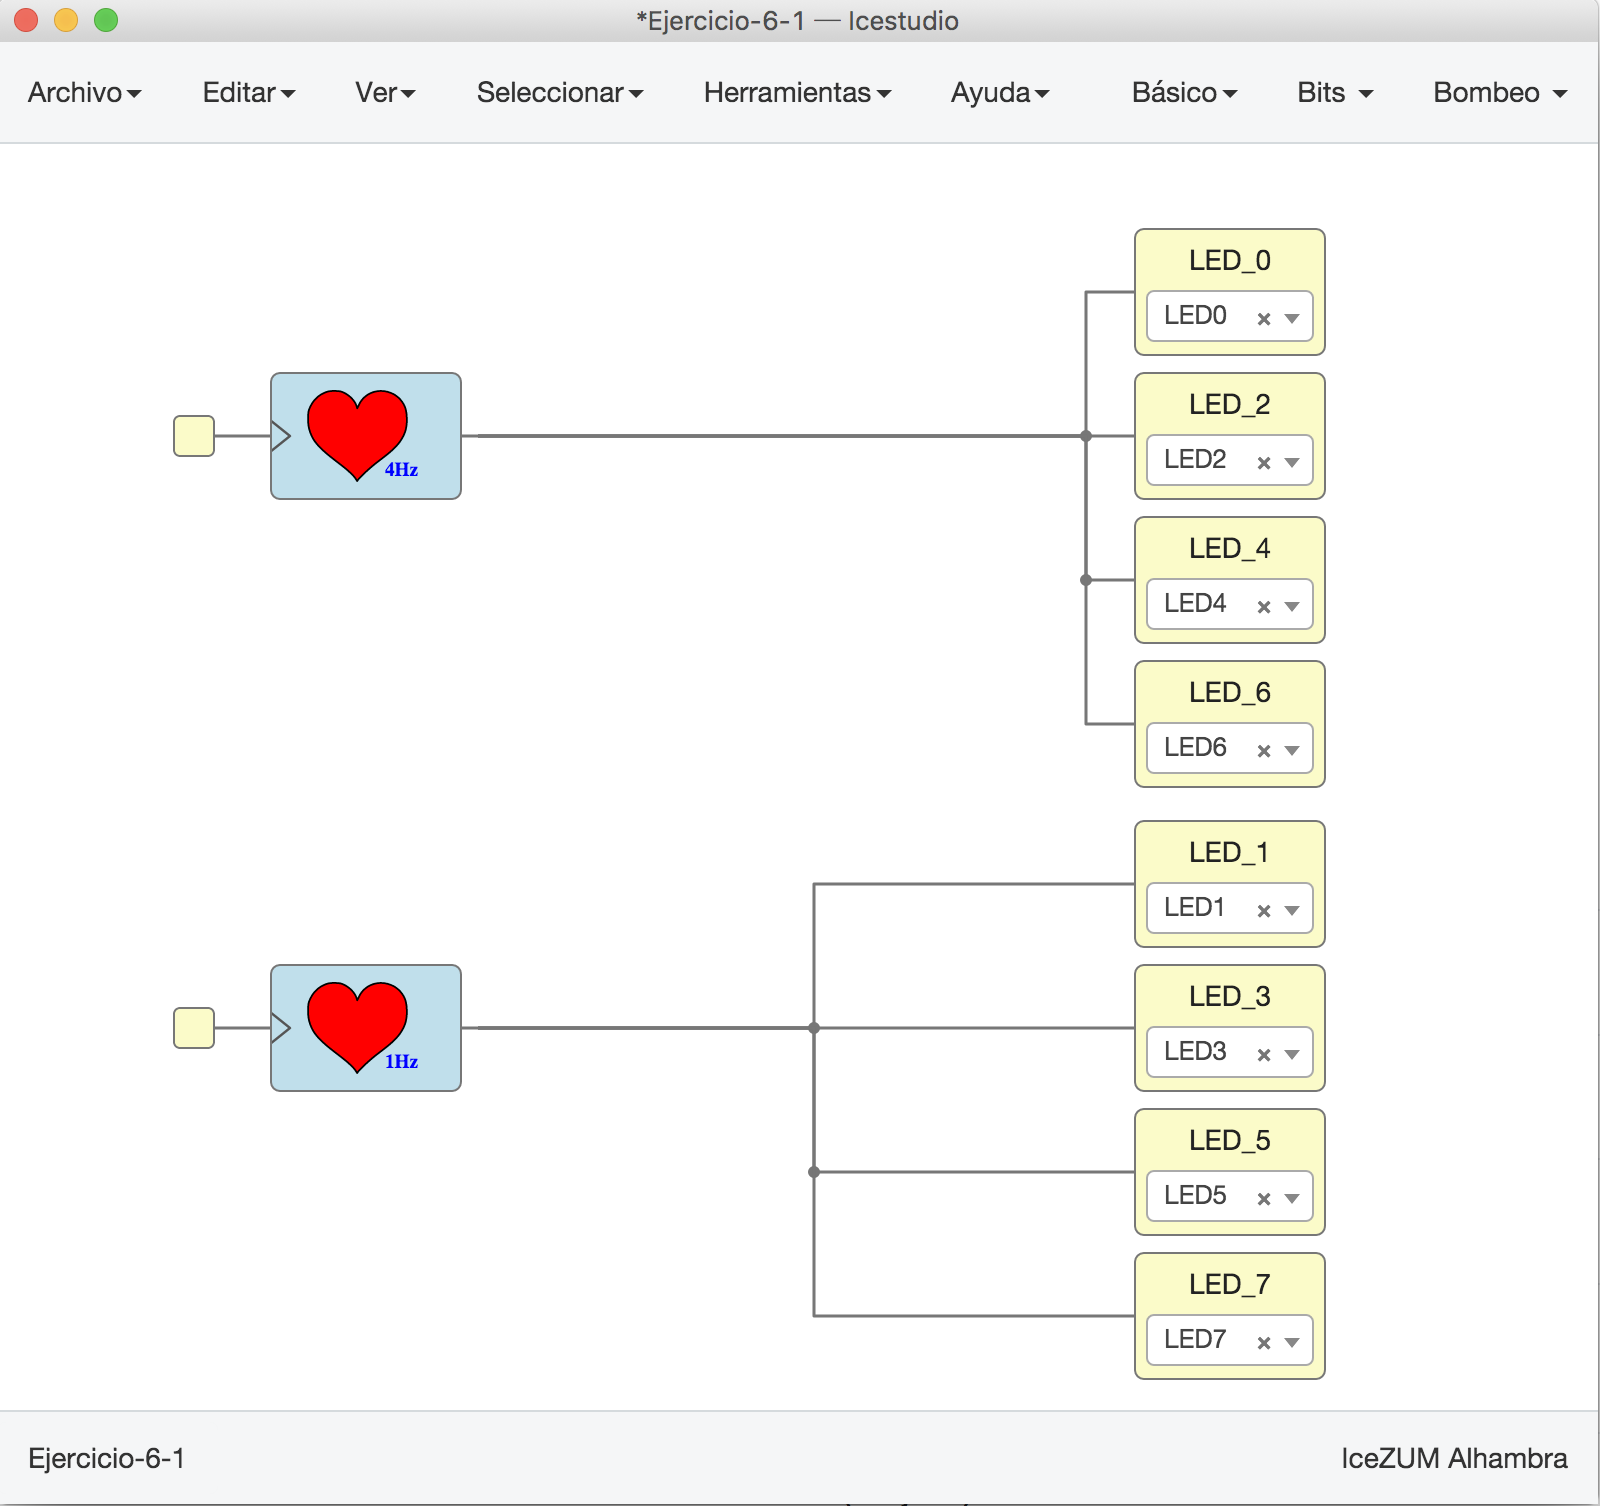 *Ejercicio-6-1 — Icestudio
Archivo Editar Ver Seleccionar Herramientas Ayuda Básico Bits Bombeo
LED_0
LED0
4Hz
LED_2
LED2
LED_4
LED4
LED_6
LED6
LED_1
LED1
1Hz
LED_3
LED3
LED_5
LED5
LED_7
LED7
Ejercicio-6-1
IceZUM Alhambra